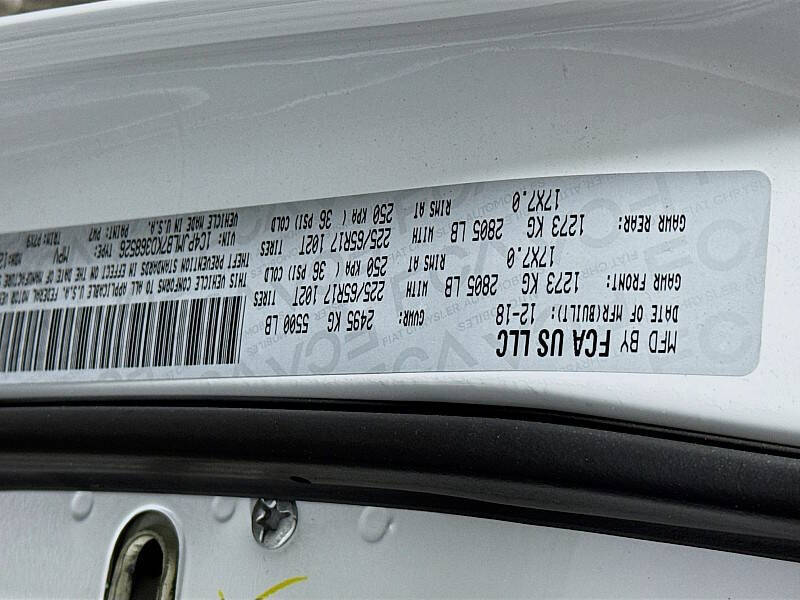 MFD BY FCA US LLC
DATE OF MFR(BUILT): 12-18 GVWR: 2495 KG 5500 LB
GAWR FRONT: 1273 KG 2805 LB WITH 225/65R17 102T TIRES
17X7.0 RIMS AT 250 KPA ( 36 PSI) COLD
GAWR REAR: 1273 KG 2805 LB WITH 225/65R17 102T TIRES
17X7.0 RIMS AT 250 KPA ( 36 PSI) COLD
THIS VEHICLE CONFORMS TO ALL APPLICABLE U.S.A. FEDERAL MOTOR
THEFT PREVENTION STANDARDS IN EFFECT ON THE DATE OF MANUFACTURE
VIN: 1C4PJMLB7KD368526 TYPE: MPV
VEHICLE MADE IN U.S.A. PAINT: PW7